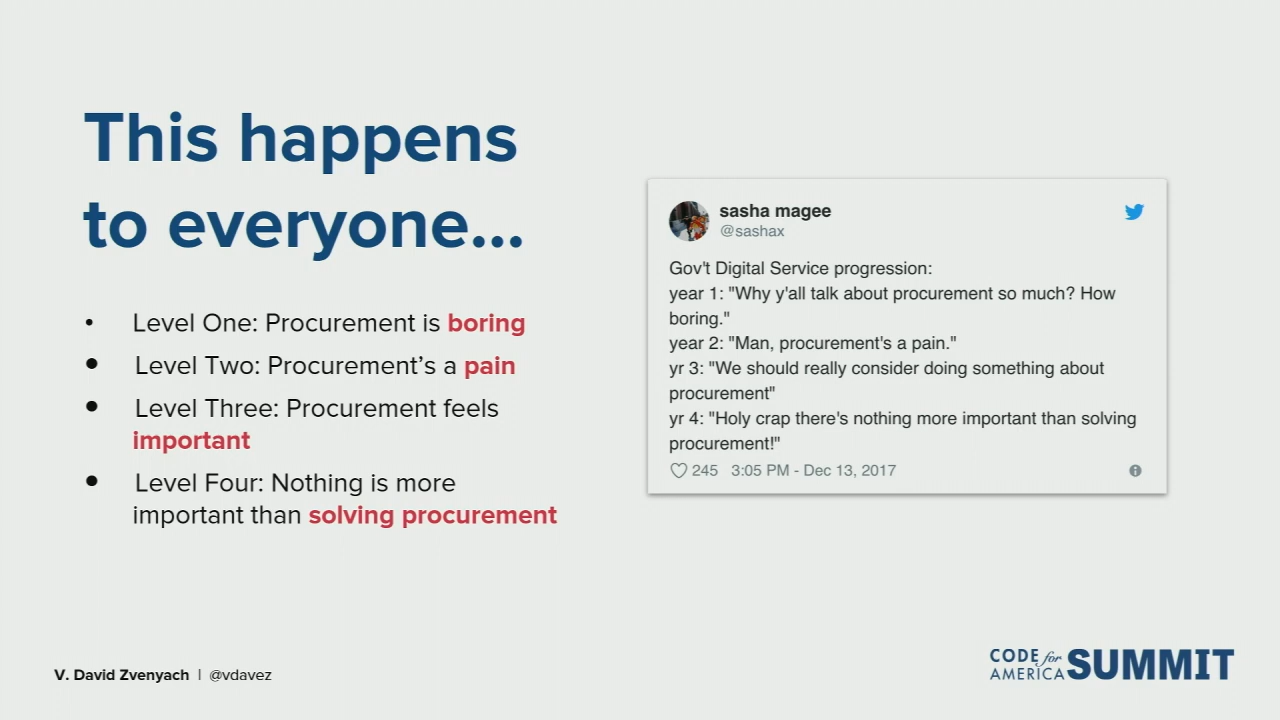 This happens
to everyone...
• Level One: Procurement is boring
• Level Two: Procurement’s a pain
• Level Three: Procurement feels
important
• Level Four: Nothing is more
important than solving procurement
sasha magee
@sashax
Gov't Digital Service progression:
year 1: "Why y'all talk about procurement so much? How
boring."
year 2: "Man, procurement's a pain."
yr 3: "We should really consider doing something about
procurement"
yr 4: "Holy crap there's nothing more important than solving
procurement!"
245 3:05 PM - Dec 13, 2017
V. David Zvenyach | @vdavez
CODE for
AMERICA SUMMIT